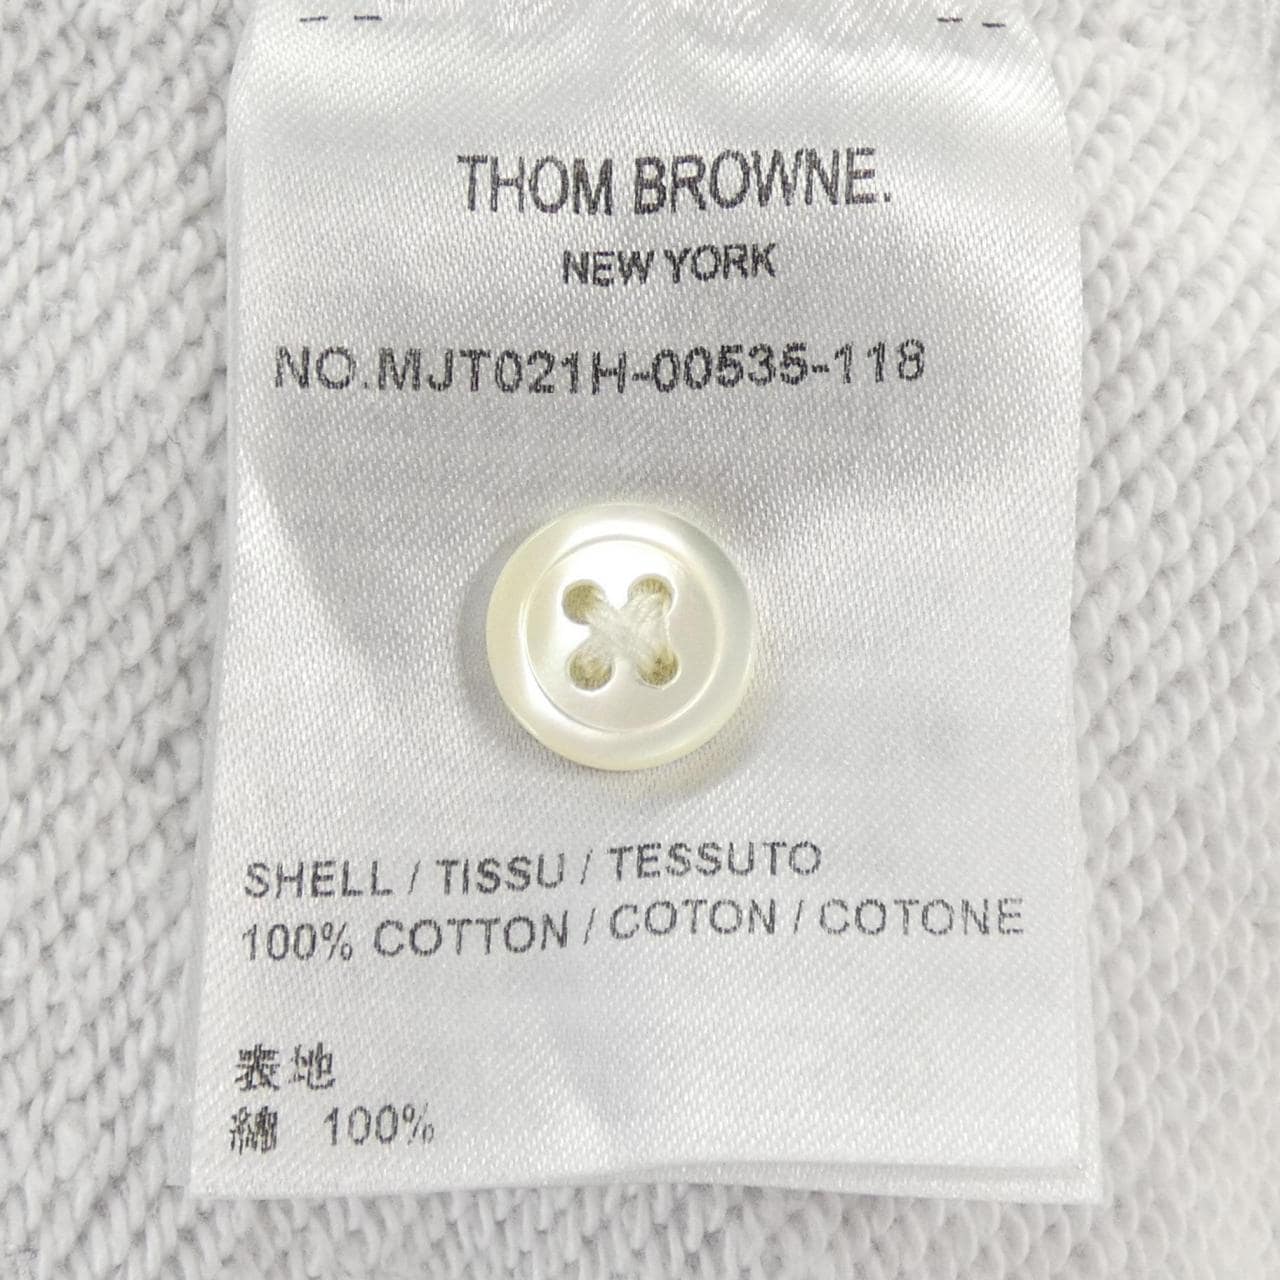 THOM BROWNE.
NEW YORK
NO.MJT021H-00535-118
SHELL / TISSU / TESSUTO
100% COTTON / COTON / COTONE
表地
綿 100%